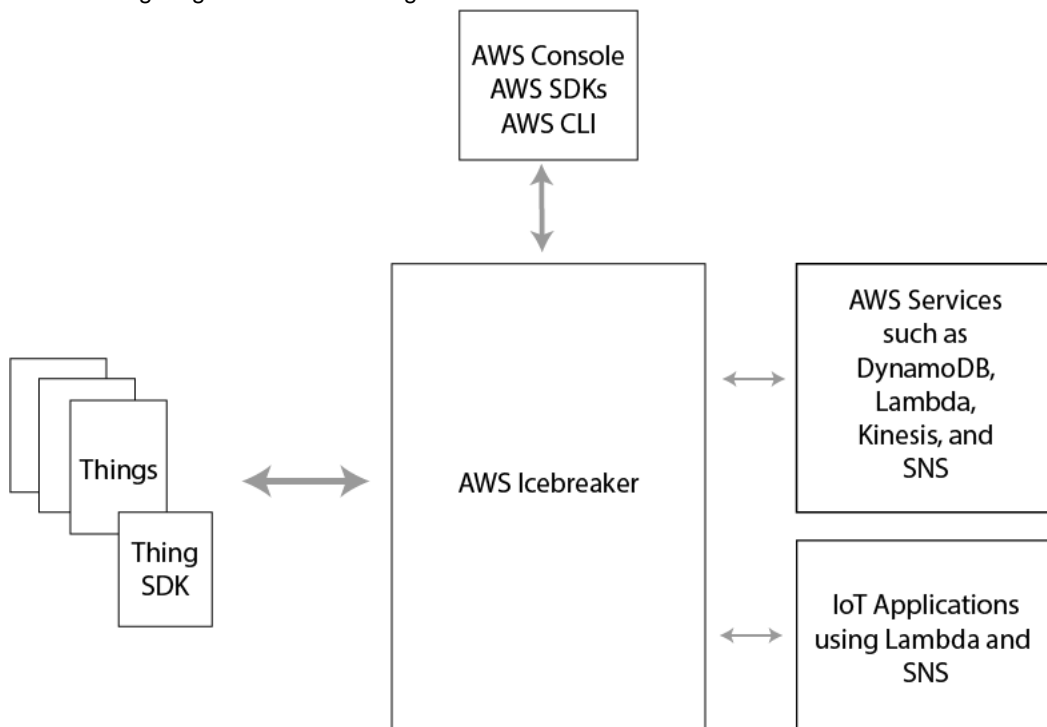 AWS Console
AWS SDKs
AWS CLI
AWS Services
such as
DynamoDB,
Lambda,
Kinesis, and
SNS
Things
AWS Icebreaker
Thing
SDK
IoT Applications
using Lambda and
SNS